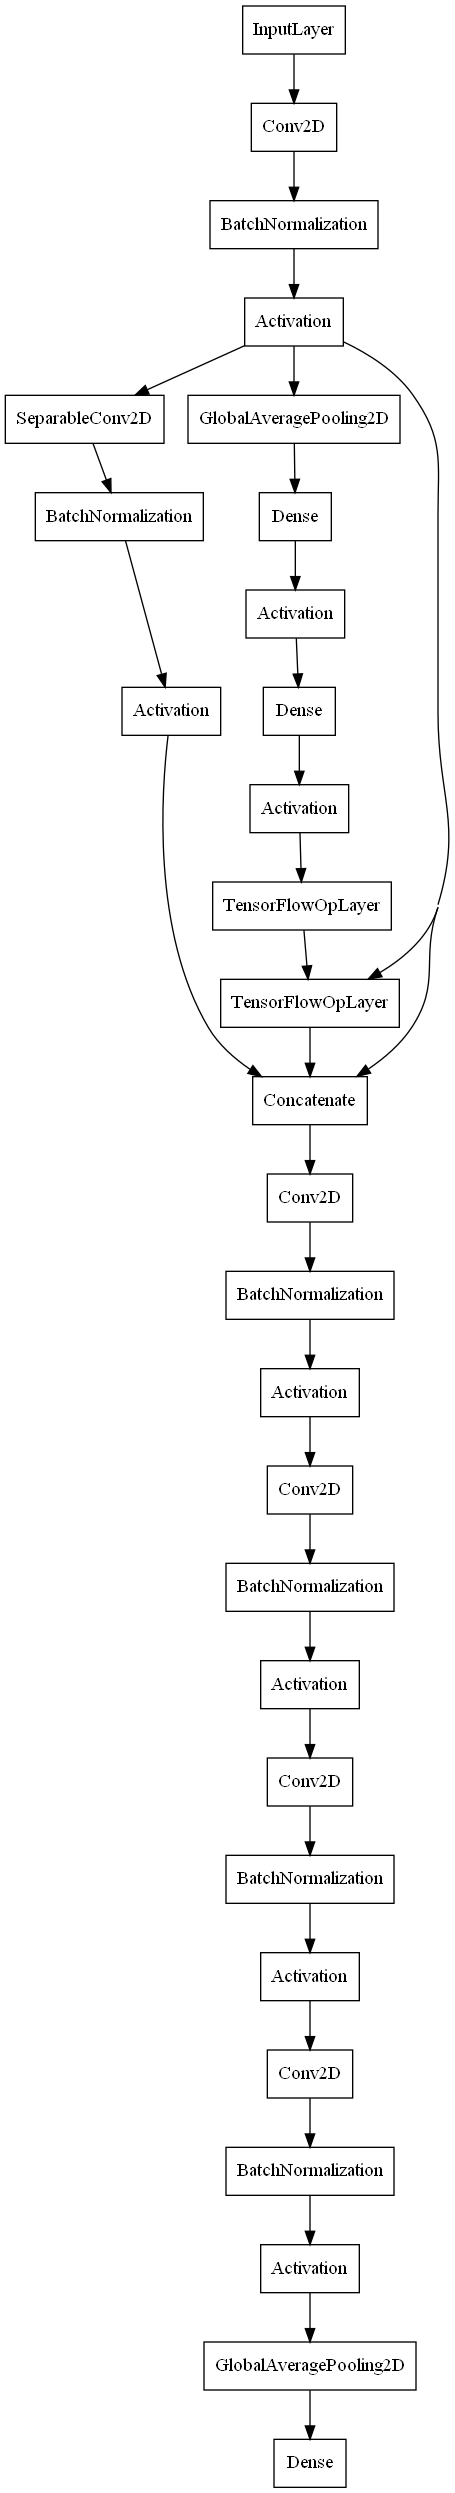 InputLayer
Conv2D
BatchNormalization
Activation
SeparableConv2D
GlobalAveragePooling2D
BatchNormalization
Dense
Activation
Activation
Dense
Activation
TensorFlowOpLayer
TensorFlowOpLayer
Concatenate
Conv2D
BatchNormalization
Activation
Conv2D
BatchNormalization
Activation
Conv2D
BatchNormalization
Activation
Conv2D
BatchNormalization
Activation
GlobalAveragePooling2D
Dense